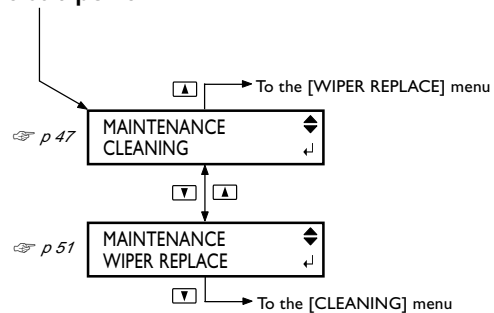 To the [WIPER REPLACE] menu
☞ p 47
MAINTENANCE
CLEANING
☞ p 51
MAINTENANCE
WIPER REPLACE
To the [CLEANING] menu